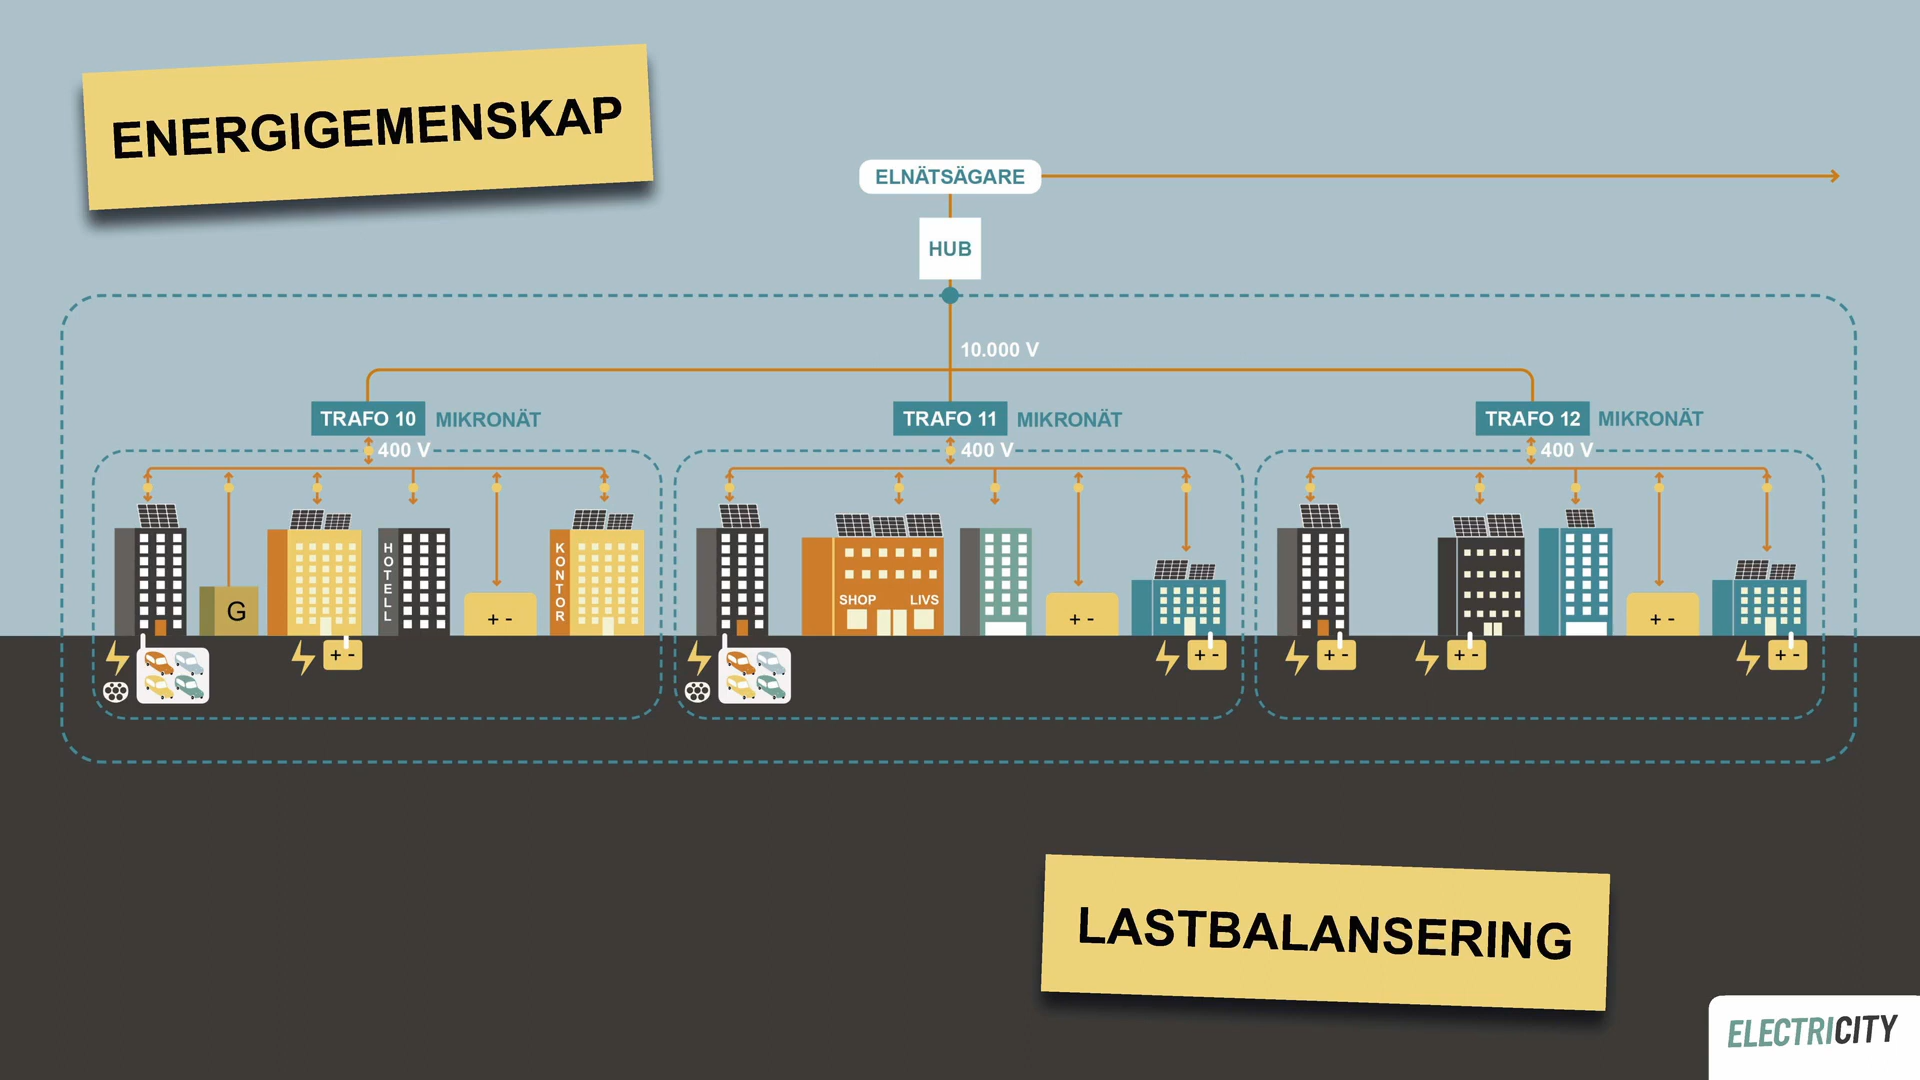 ENERGIGEMENSKAP
ELNÄTSÄGARE
HUB
10.000 V
TRAFO 10 MIKRONÄT
TRAFO 11 MIKRONÄT
TRAFO 12 MIKRONÄT
400 V
400 V
400 V
G
HOTELL
+ -
KONTOR
SHOP
LIVS
+ -
+ -
+ -
+ -
+ -
+ -
+ -
LASTBALANSERING
ELECTRICITY